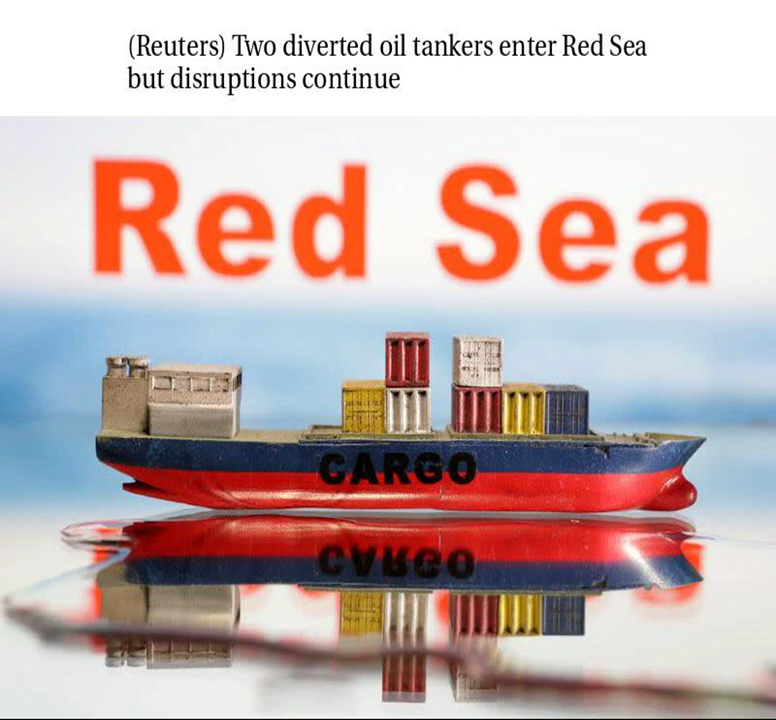 (Reuters) Two diverted oil tankers enter Red Sea
but disruptions continue
Red Sea
CARGO